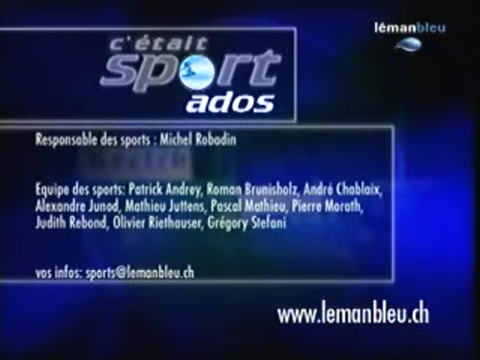 lémanbleu
c'était
sport
ados
Responsable des sports : Michel Robadin
Equipe des sports: Patrick Andrey, Roman Brunisholz, André Chablaix,
Alexandre Junod, Mathieu Juttens, Pascal Mathieu, Pierre Morath,
Judith Rebond, Olivier Riethauser, Grégory Stefani
vos infos: sports@lemanbleu.ch
www.lemanbleu.ch